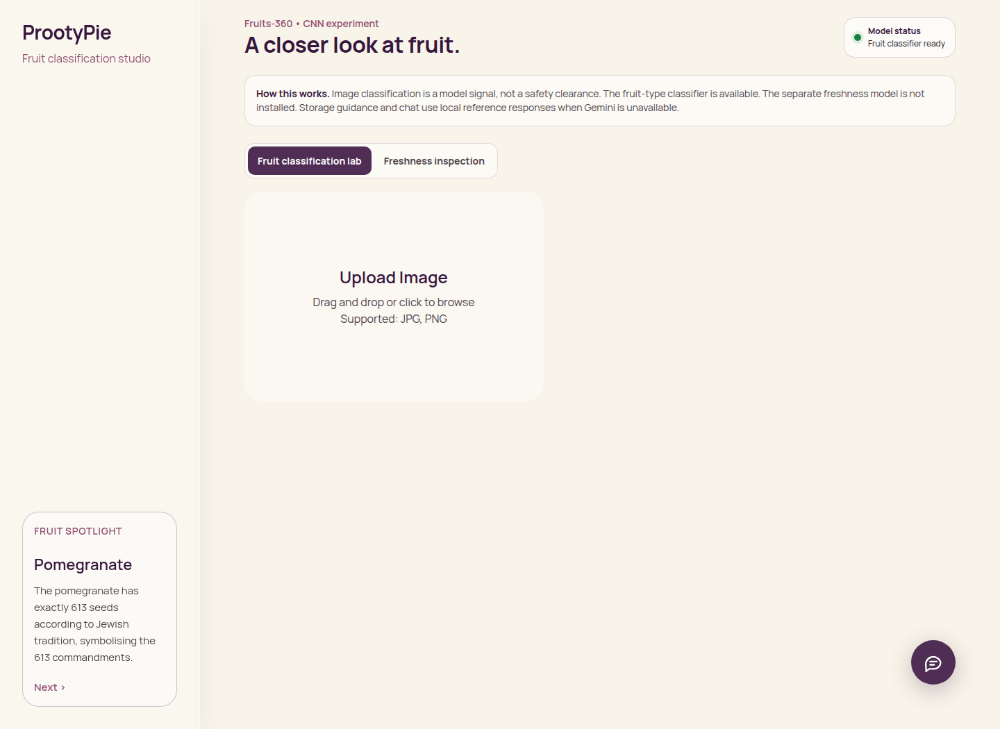 ProotyPie
Fruit classification studio
Fruits-360 • CNN experiment
A closer look at fruit.
Model status
Fruit classifier ready
How this works. Image classification is a model signal, not a safety clearance. The fruit-type classifier is available. The separate freshness model is not
installed. Storage guidance and chat use local reference responses when Gemini is unavailable.
Fruit classification lab
Freshness inspection
Upload Image
Drag and drop or click to browse
Supported: JPG, PNG
FRUIT SPOTLIGHT
Pomegranate
The pomegranate has
exactly 613 seeds
according to Jewish
tradition, symbolising the
613 commandments.
Next ›